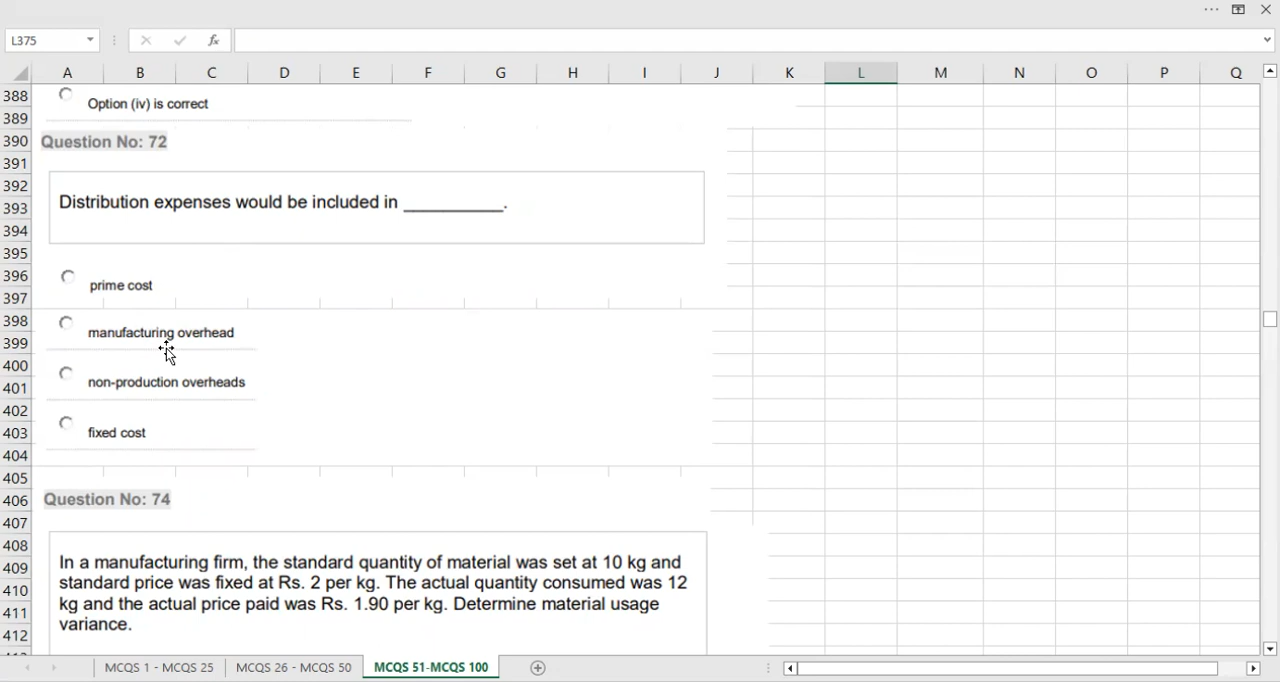 L375
fx
A B C D E F G H I J K L M N O P Q
388
Option (iv) is correct
389
390
Question No: 72
391
392
393
Distribution expenses would be included in ___________.
394
395
396
prime cost
397
398
manufacturing overhead
399
400
401
non-production overheads
402
403
fixed cost
404
405
406
Question No: 74
407
408
In a manufacturing firm, the standard quantity of material was set at 10 kg and
409
standard price was fixed at Rs. 2 per kg. The actual quantity consumed was 12
410
kg and the actual price paid was Rs. 1.90 per kg. Determine material usage
411
variance.
412
MCQS 1 - MCQS 25 MCQS 26 - MCQS 50 MCQS 51-MCQS 100